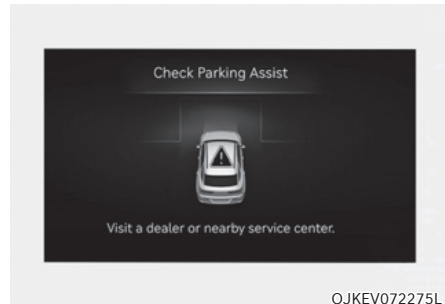 Check Parking Assist
Visit a dealer or nearby service center.
OJKEV072275L